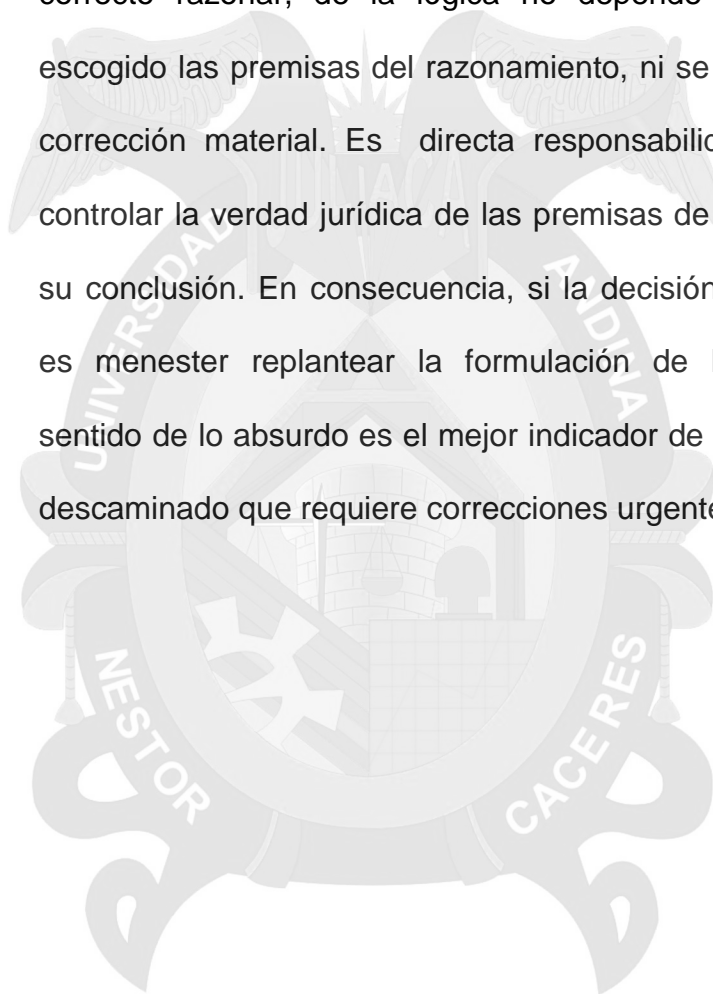 correcto razonar, de la lógica no depende
escogido las premisas del razonamiento, ni se
corrección material. Es directa responsabilid
controlar la verdad jurídica de las premisas de
su conclusión. En consecuencia, si la decisión
es menester replantear la formulación de
sentido de lo absurdo es el mejor indicador de
descaminado que requiere correcciones urgente
UNIVERSIDAD
ANDINA
NESTOR
CACERES